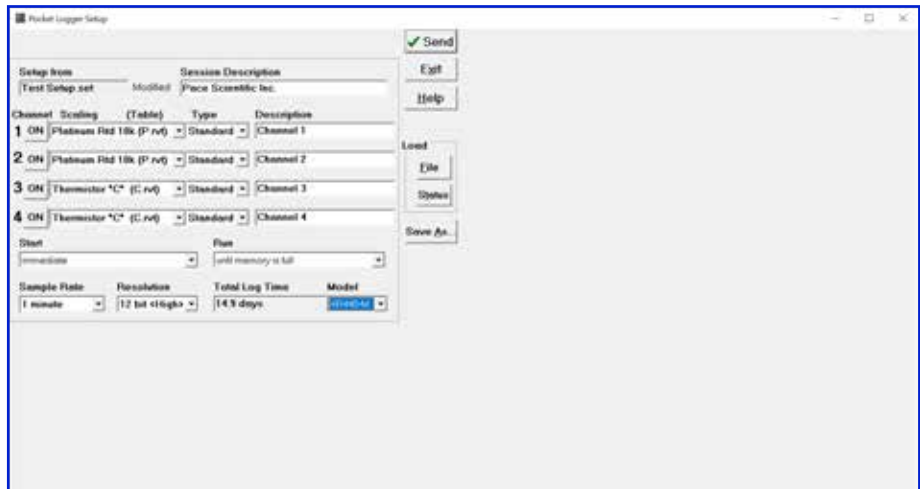 Pocket Logger Setup
Send
Setup from
Session Description
Exit
Test Setup.set
Modified
Pace Scientific Inc.
Help
Channel Scaling (Table) Type Description
1 ON Platinum Rtd 10k (P.rvt) Standard Channel 1
Load
2 ON Platinum Rtd 10k (P.rvt) Standard Channel 2
File
3 ON Thermistor "C" (C.rvt) Standard Channel 3
Status
4 ON Thermistor "C" (C.rvt) Standard Channel 4
Save As...
Start
Run
immediate
until memory is full
Sample Rate Resolution Total Log Time Model
1 minute 12 bit <High> 14.9 days